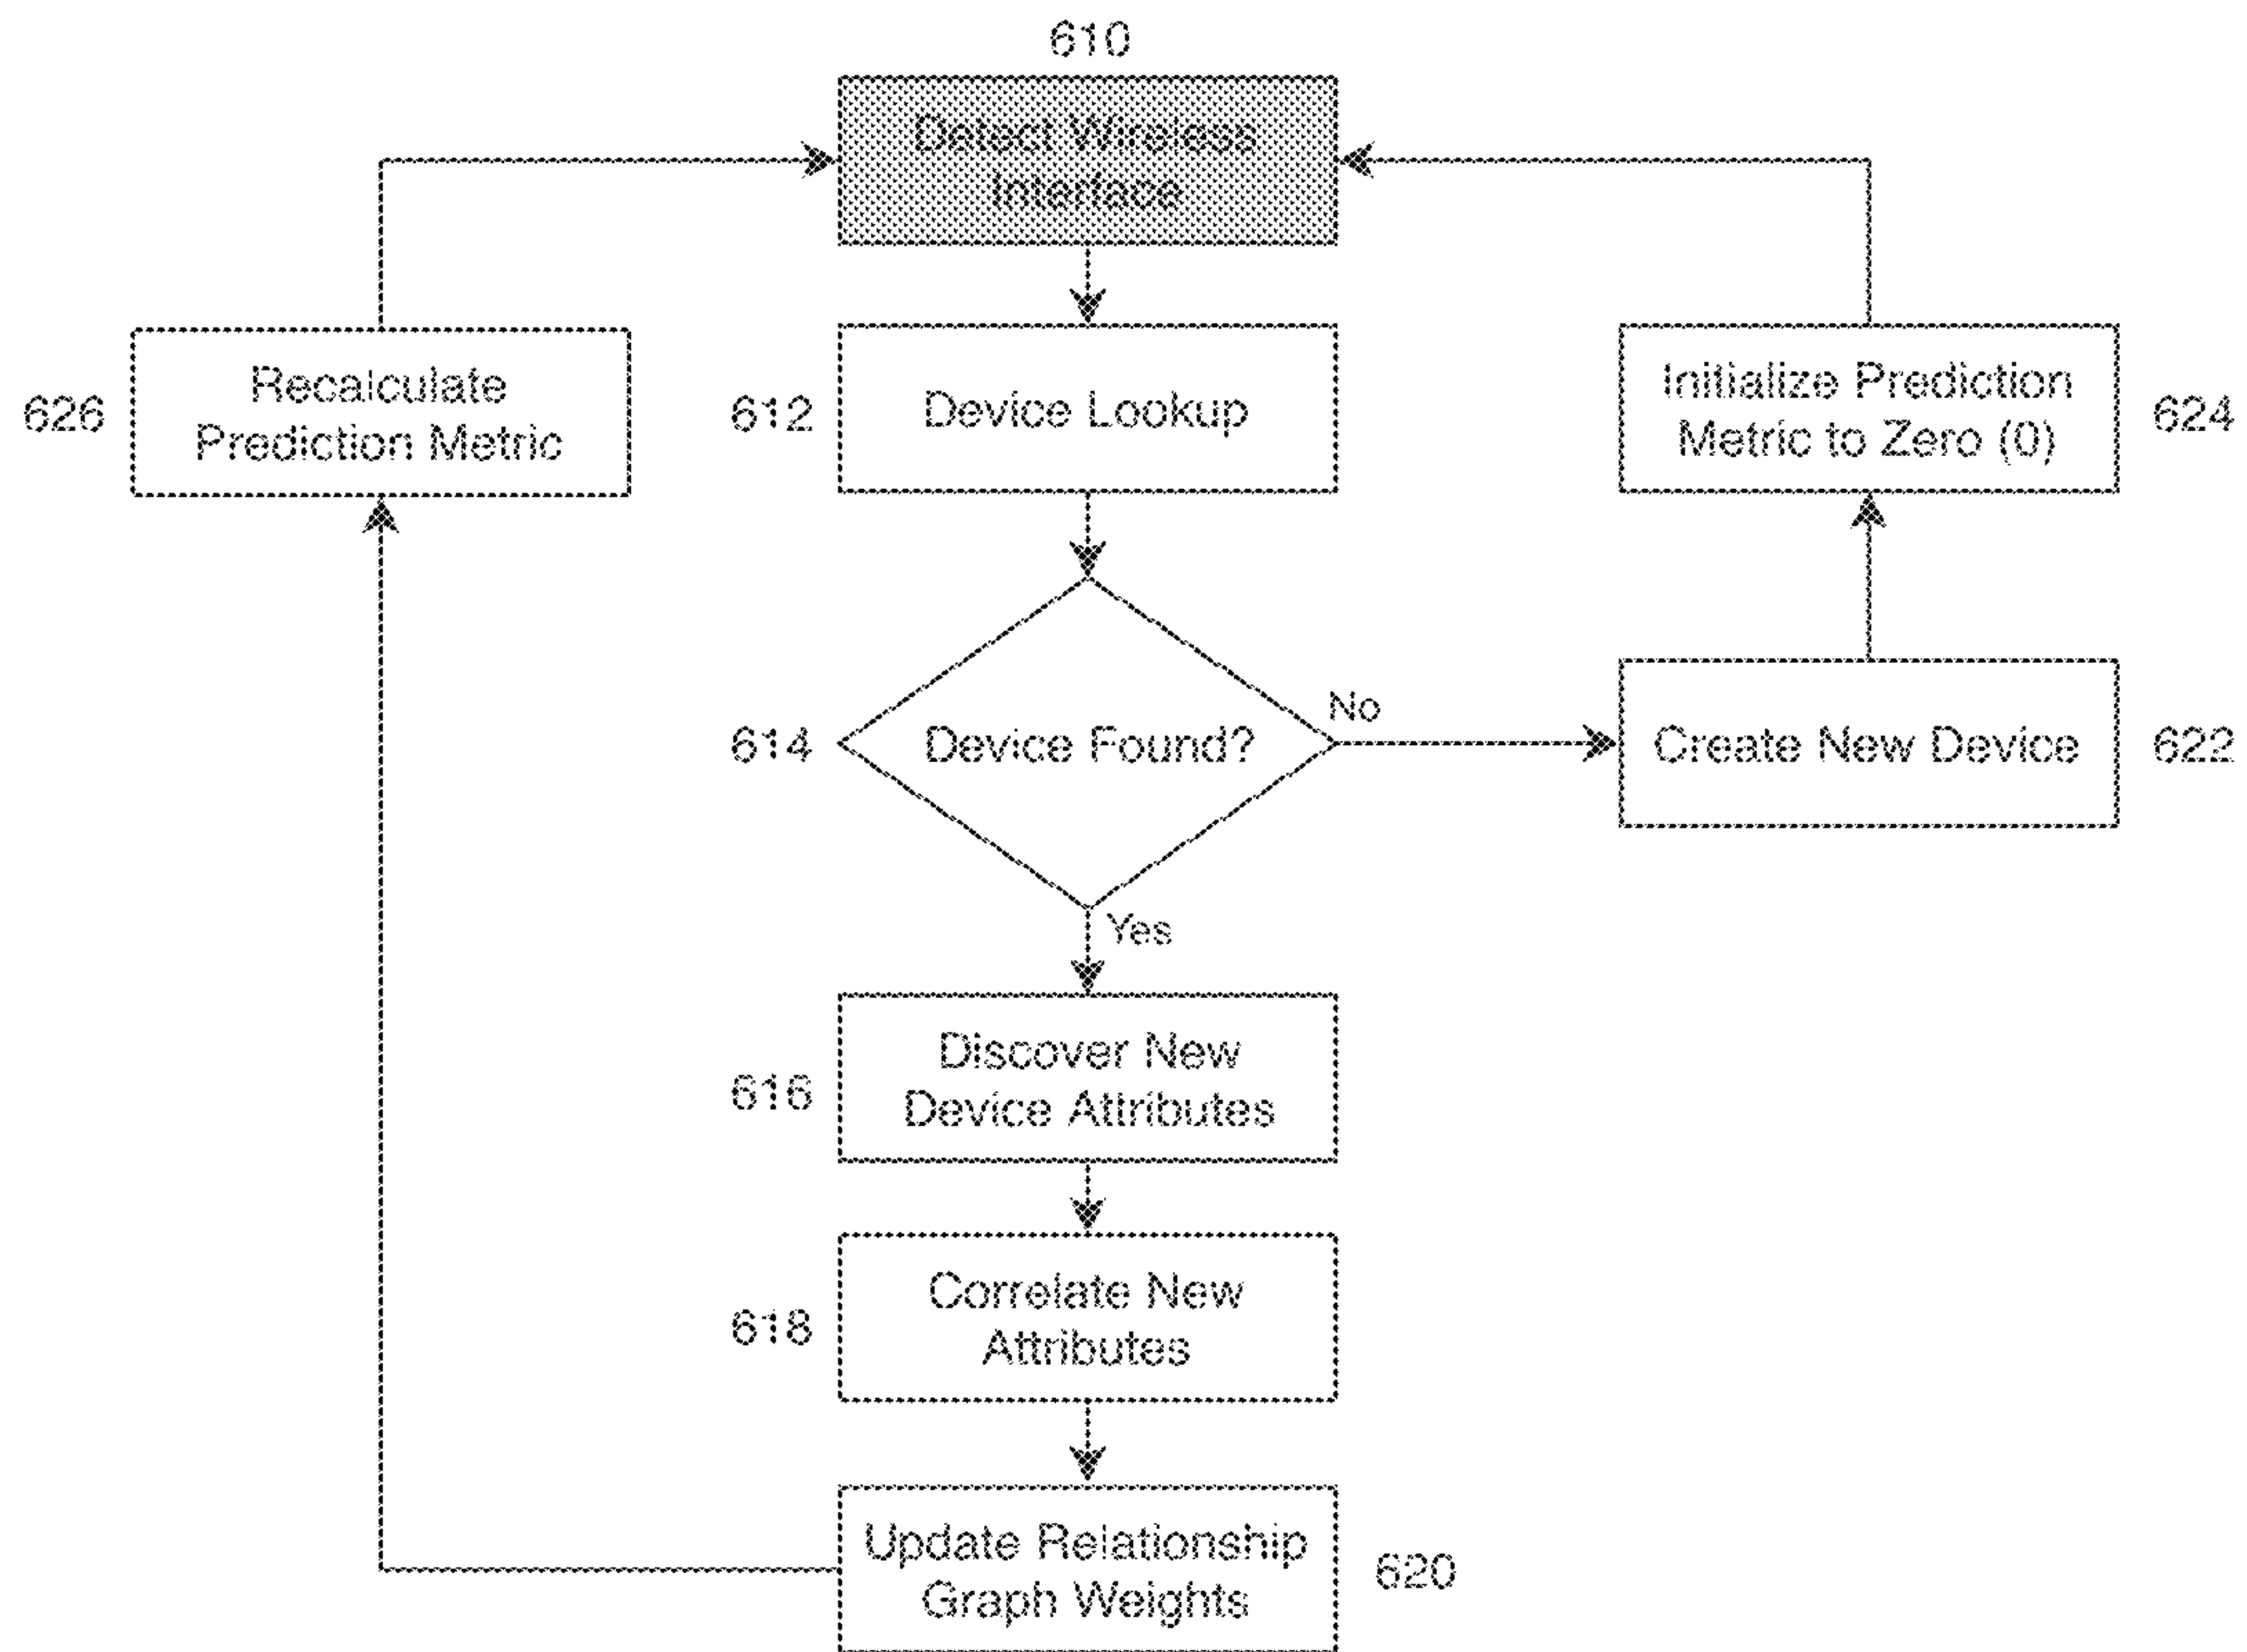 610
Detect Wireless
Interface
626
Recalculate
Prediction Metric
612
Device Lookup
Initialize Prediction
Metric to Zero (0)
624
614
Device Found?
No
Create New Device
622
Yes
616
Discover New
Device Attributes
618
Correlate New
Attributes
Update Relationship
Graph Weights
620